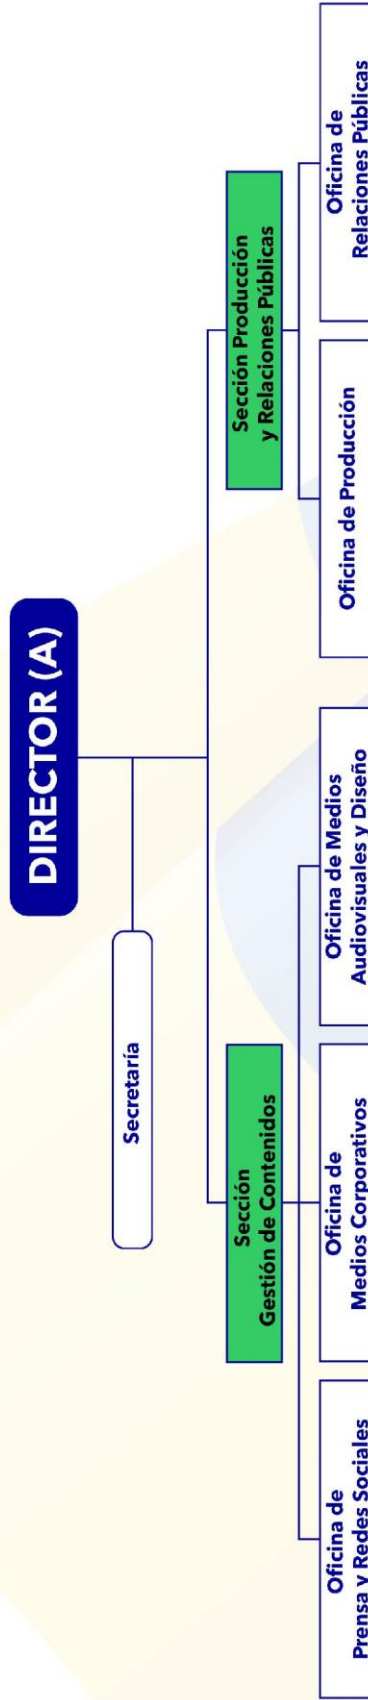 DIRECTOR (A)
Secretaría
Sección
Gestión de Contenidos
Sección Producción
y Relaciones Públicas
Oficina de
Prensa y Redes Sociales
Oficina de
Medios Corporativos
Oficina de Medios
Audiovisuales y Diseño
Oficina de Producción
Oficina de
Relaciones Públicas